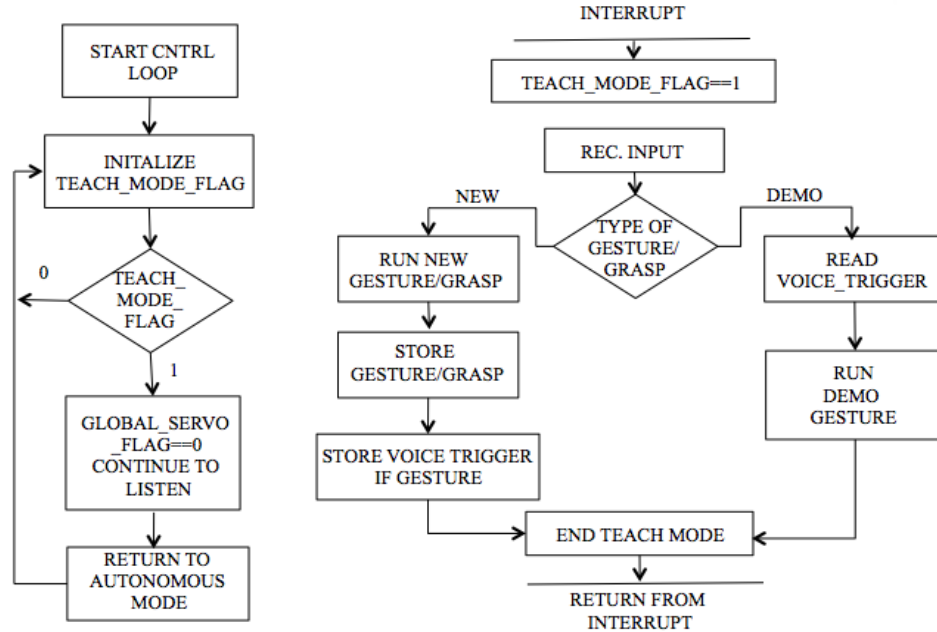 START CNTRL
LOOP
INITALIZE
TEACH_MODE_FLAG
0
TEACH_
MODE_
FLAG
1
GLOBAL_SERVO
_FLAG==0
CONTINUE TO
LISTEN
RETURN TO
AUTONOMOUS
MODE
INTERRUPT
TEACH_MODE_FLAG==1
REC. INPUT
NEW
DEMO
TYPE OF
GESTURE/
GRASP
RUN NEW
GESTURE/GRASP
READ
VOICE_TRIGGER
STORE
GESTURE/GRASP
RUN
DEMO
GESTURE
STORE VOICE TRIGGER
IF GESTURE
END TEACH MODE
RETURN FROM
INTERRUPT